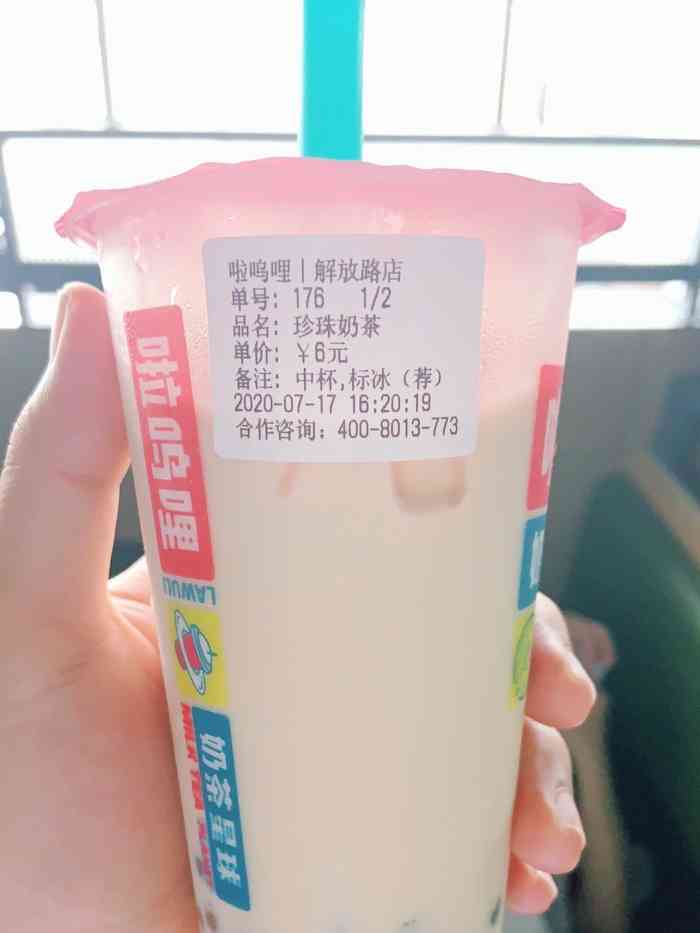 啦呜哩|解放路店
单号: 176 1/2
品名: 珍珠奶茶
单价: ￥6元
备注: 中杯,标冰（荐）
2020-07-17 16:20:19
合作咨询: 400-8013-773
啦呜哩
LAWULI
奶茶星球
MILK TEA